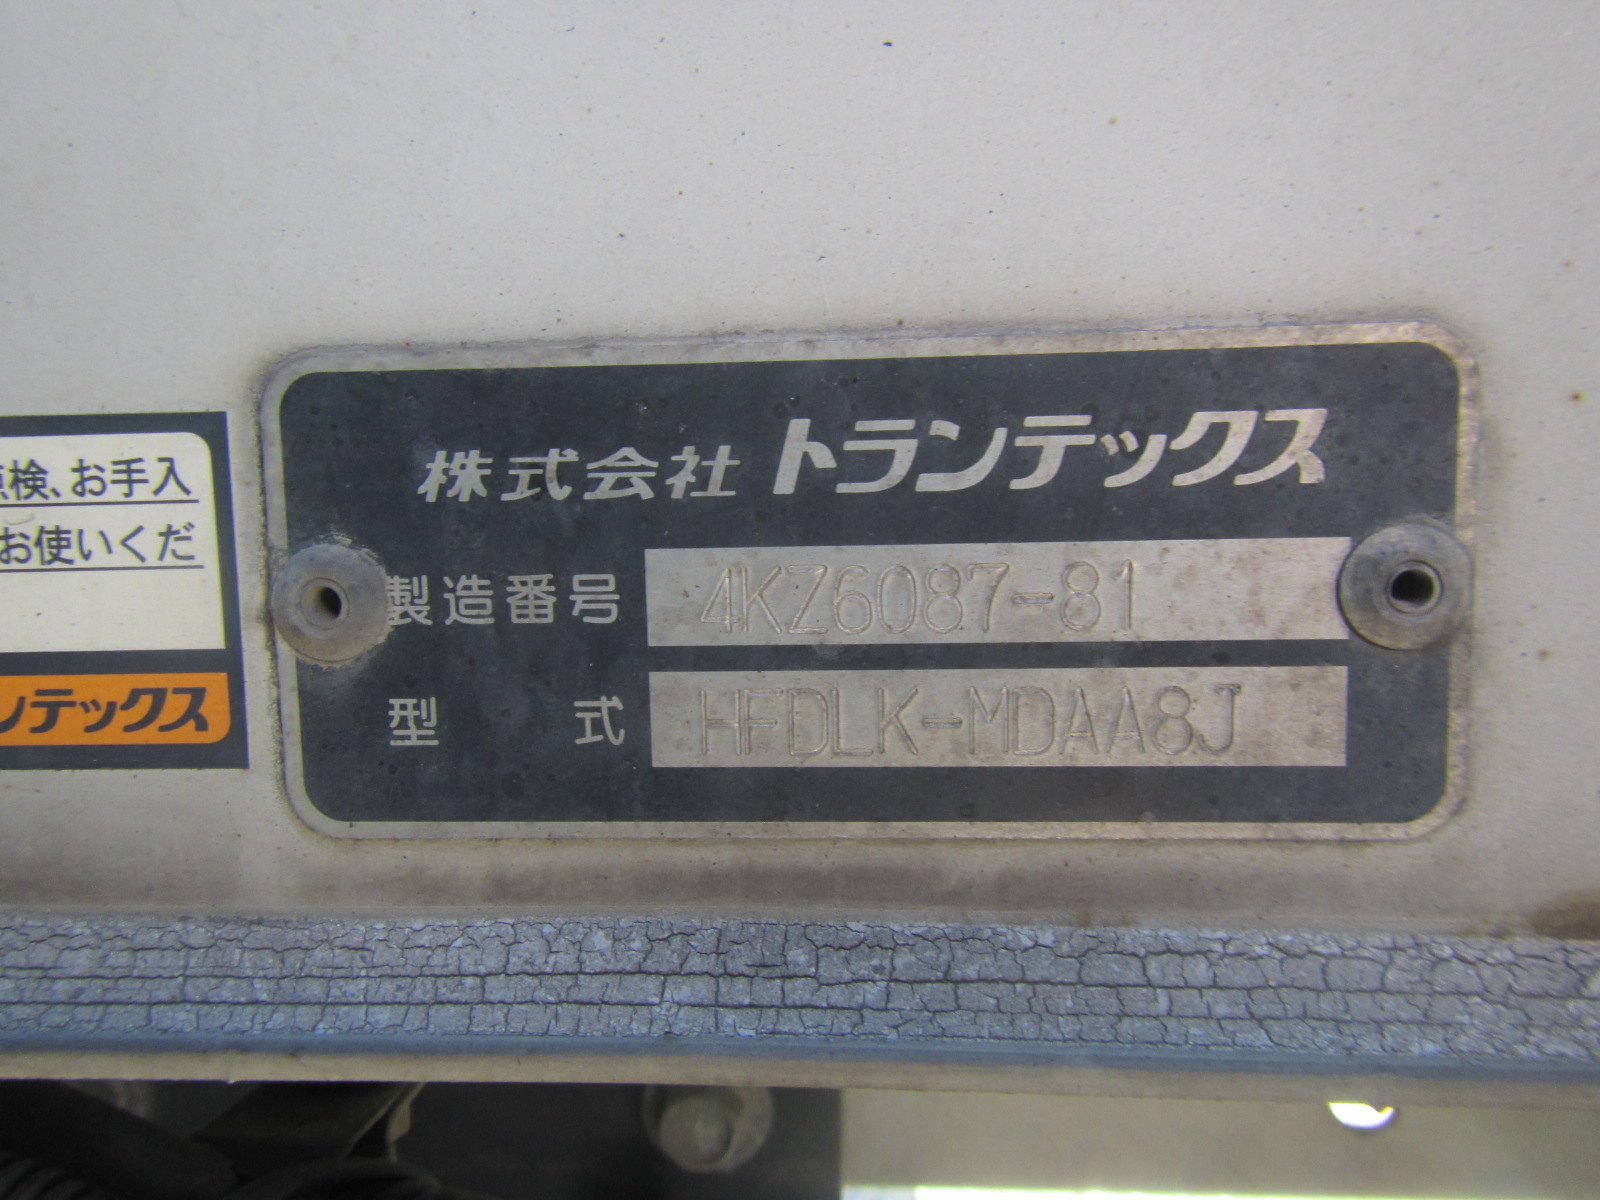 株式会社 トランテックス
製造番号 4KZ6087-81
型式 HFDLK-MDAA8J
点検、お手入
お使いくだ
ンテックス